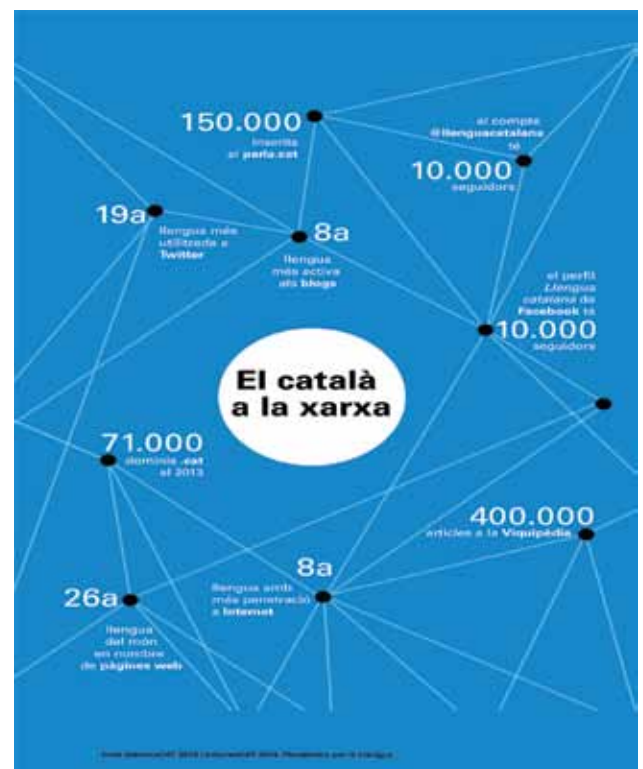 150.000
inscrits
al parla.cat
el compte
@llenguacatalana
té
10.000
seguidors
19a
llengua més
utilitzada a
Twitter
8a
llengua
més activa
als blogs
el perfil
Llengua
catalana de
Facebook té
10.000
seguidors
El català
a la xarxa
71.000
dominis .cat
el 2013
400.000
articles a la Viquipèdia
8a
llengua amb
més penetració
a Internet
26a
llengua
del món
en nombre
de pàgines web